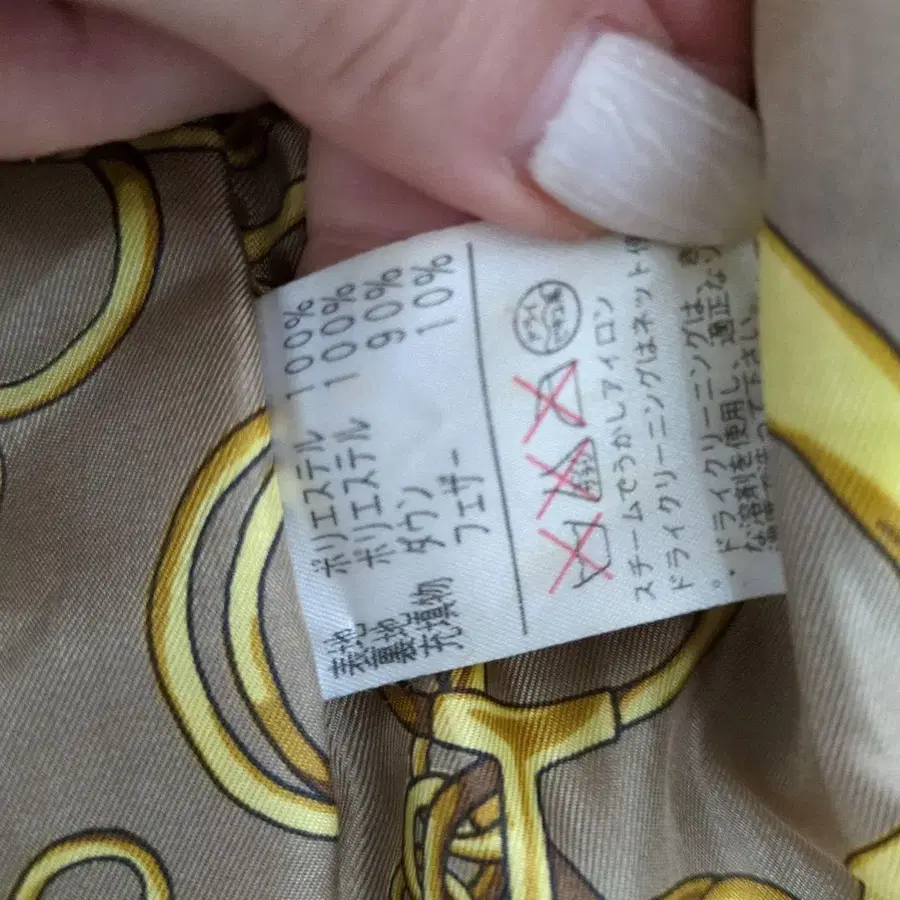 表地 ポリエステル 100%
裏地 ポリエステル 100%
充填物 ダウン 90%
フェザー 10%
スチームでうかしアイロン
ドライクリーニングはネット使
ドライクリーニングは、
な溶剤を使用し、適正な
下さい。